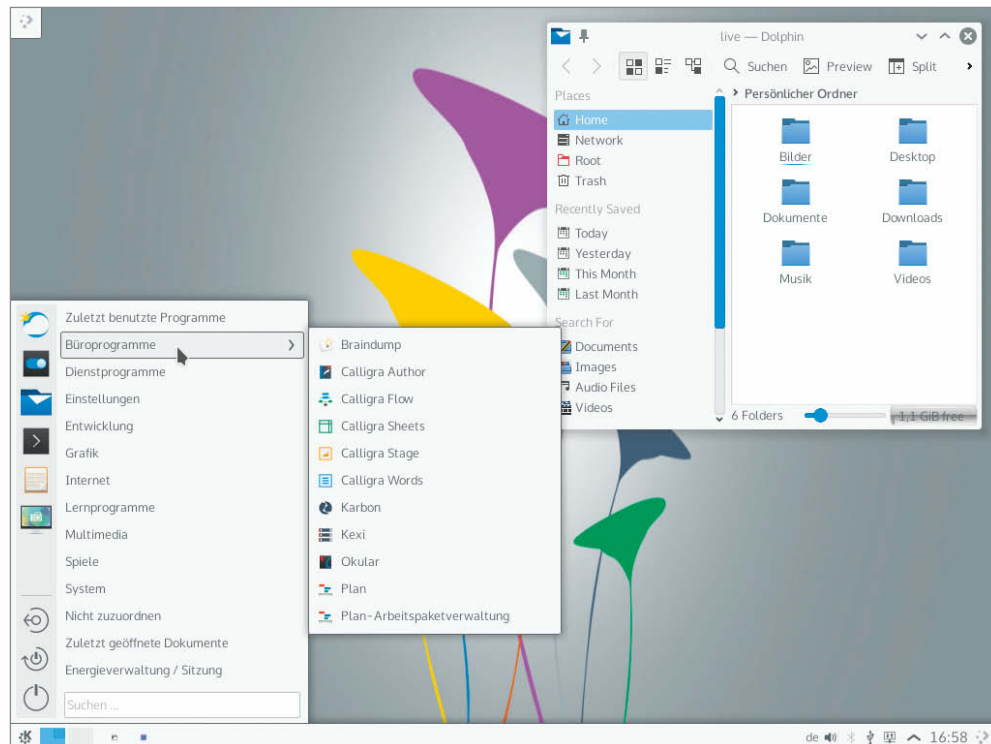 live — Dolphin
Suchen Preview Split
Places
Home
Network
Root
Trash
Recently Saved
Today
Yesterday
This Month
Last Month
Search For
Documents
Images
Audio Files
Videos
Persönlicher Ordner
Bilder Desktop
Dokumente Downloads
Musik Videos
6 Folders 1,1 GiB free
Zuletzt benutzte Programme
Büroprogramme
Dienstprogramme
Einstellungen
Entwicklung
Grafik
Internet
Lernprogramme
Multimedia
Spiele
System
Nicht zuzuordnen
Zuletzt geöffnete Dokumente
Energieverwaltung / Sitzung
Suchen ...
Braindump
Calligra Author
Calligra Flow
Calligra Sheets
Calligra Stage
Calligra Words
Karbon
Kexi
Okular
Plan
Plan-Arbeitspaketverwaltung
de 16:58